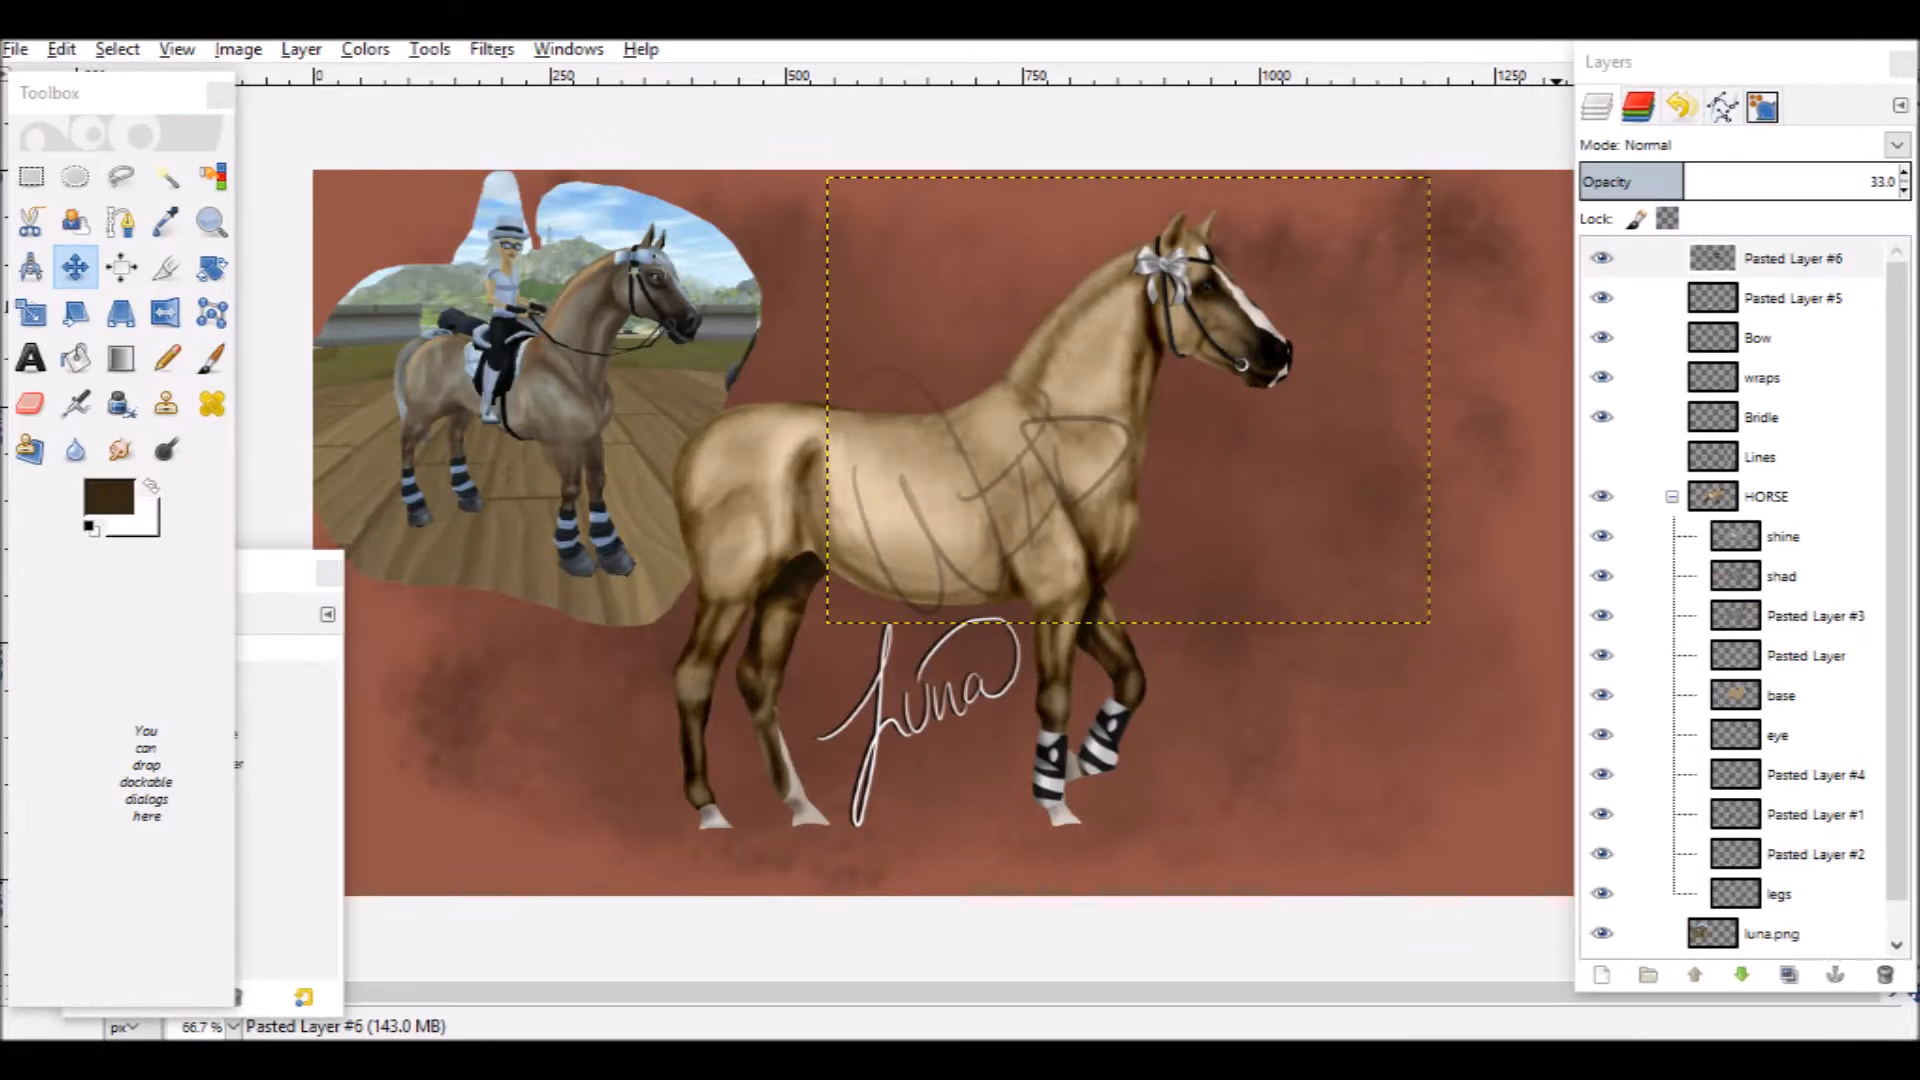 File Edit Select View Image Layer Colors Tools Filters Windows Help
Toolbox
0 250 500 750 1000 1250
Layers
Mode: Normal
Opacity 33.0
Lock:
Pasted Layer #6
Pasted Layer #5
Bow
wraps
Bridle
Lines
HORSE
shine
shad
Pasted Layer #3
Pasted Layer
base
eye
Pasted Layer #4
Pasted Layer #1
Pasted Layer #2
legs
luna.png
WIP
Luna
You
can
drop
dockable
dialogs
here
px 66.7 % Pasted Layer #6 (143.0 MB)